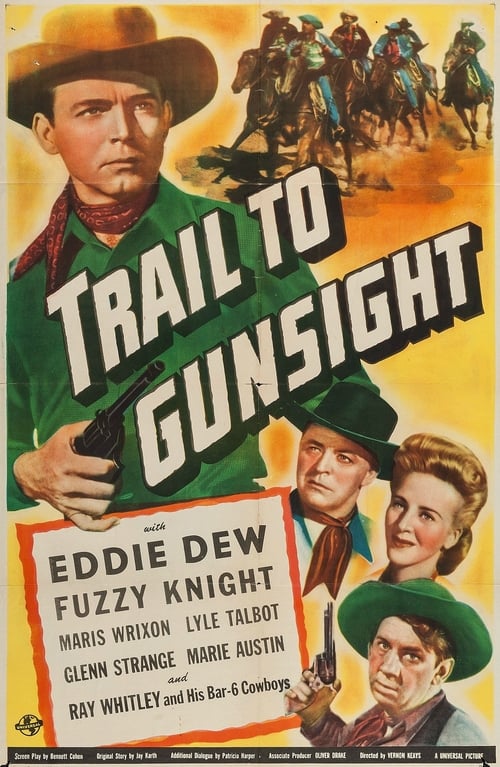 TRAIL TO
GUNSIGHT
with
EDDIE DEW
FUZZY KNIGHT
MARIS WRIXON LYLE TALBOT
GLENN STRANGE MARIE AUSTIN
and
RAY WHITLEY and His Bar-6 Cowboys
UNIVERSAL
Screen Play by Bennett Cohen Original Story by Jay Karth Additional Dialogue by Patricia Harper Associate Producer OLIVER DRAKE Directed by VERNON KEAYS A UNIVERSAL PICTURE